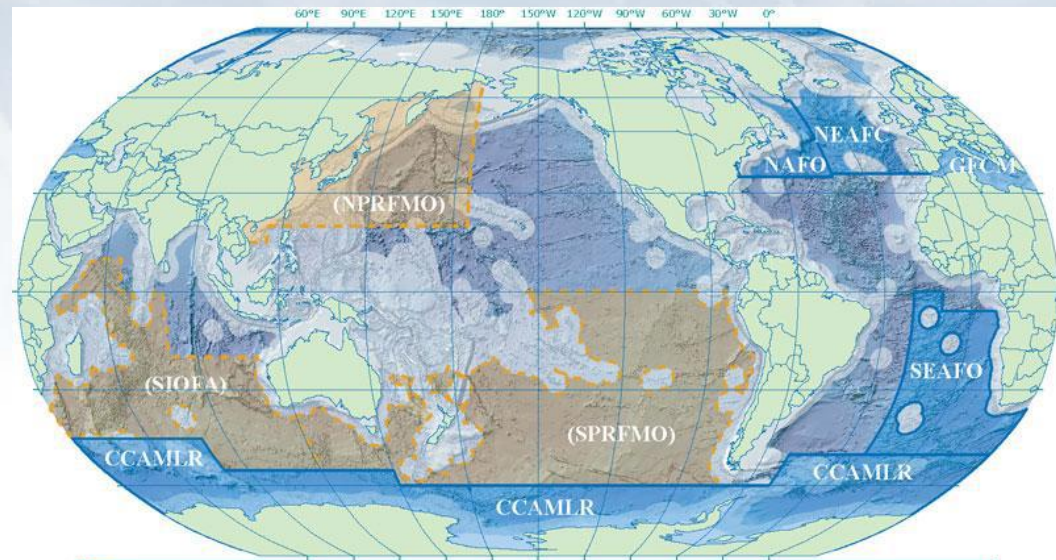 60°E 90°E 120°E 150°E 180° 150°W 120°W 90°W 60°W 30°W 0°
NEAFC
NAFO
GFCM
(NPRFMO)
(SIOFA)
SEAFO
(SPRFMO)
CCAMLR
CCAMLR
CCAMLR